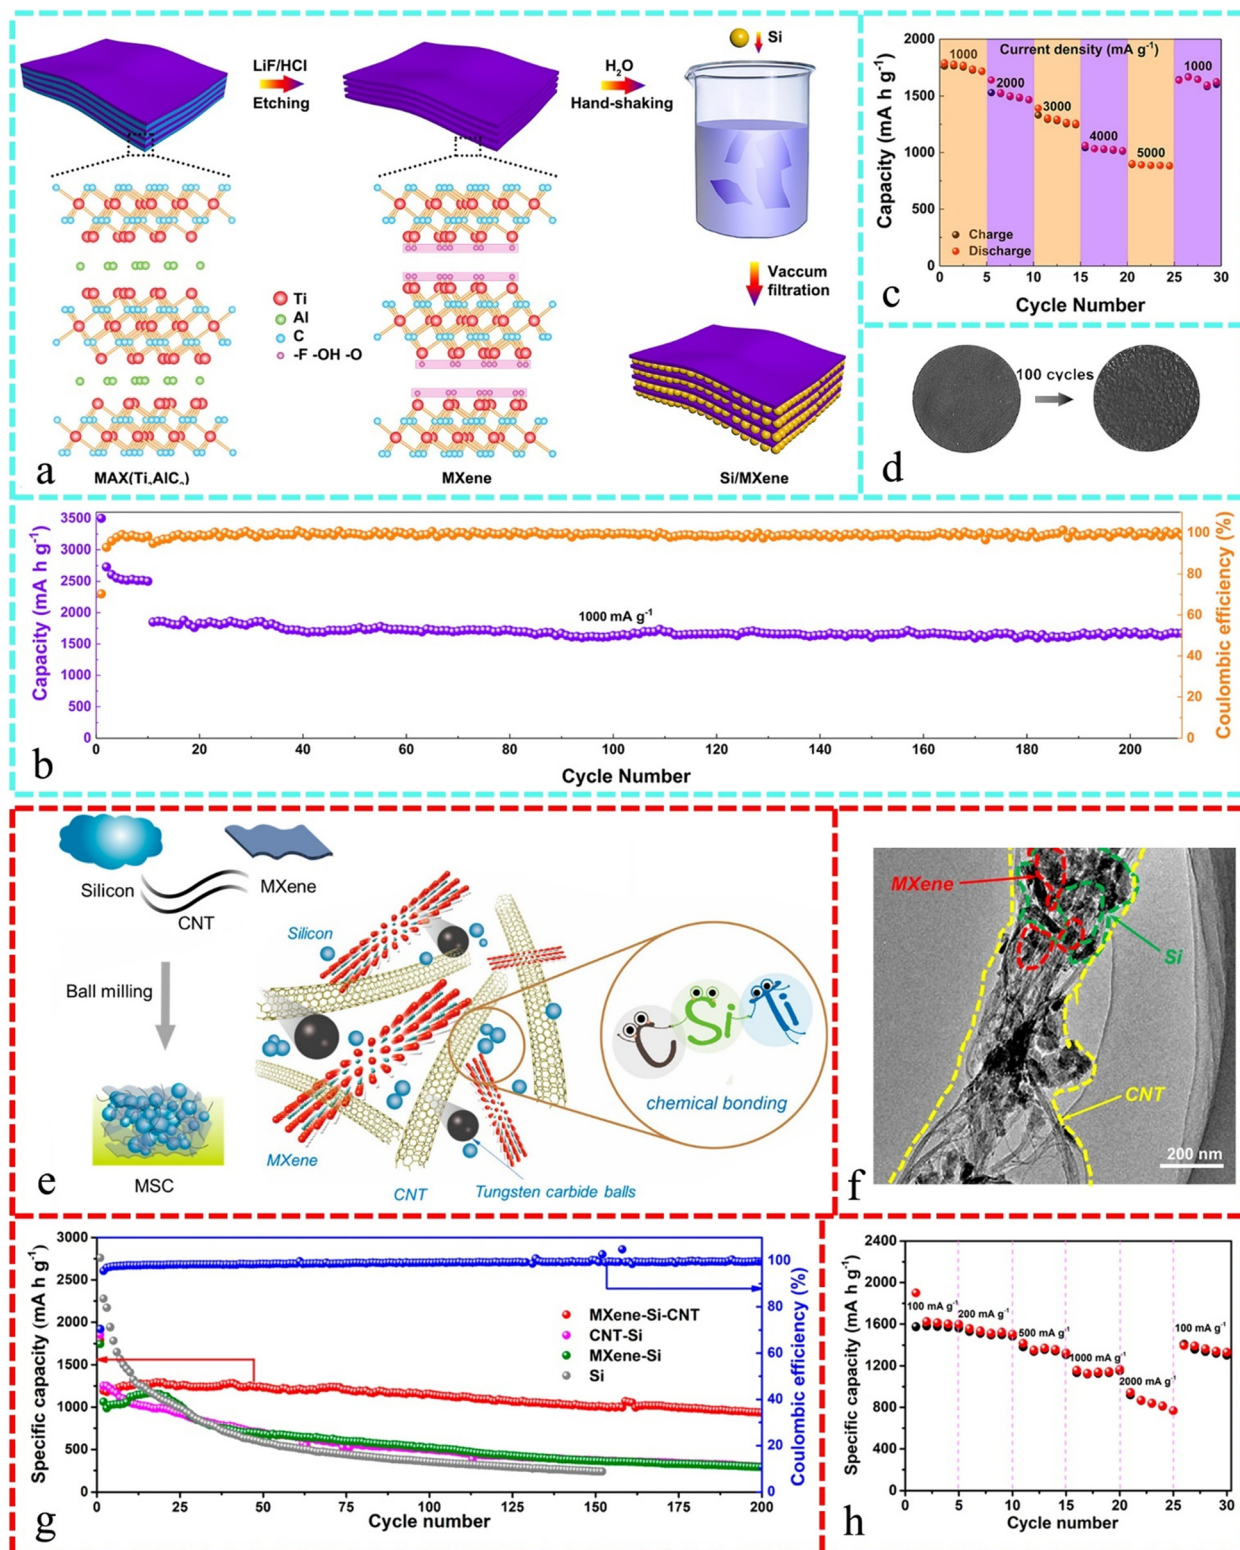 LiF/HCl
Etching
H₂O
Hand-shaking
Si
Ti
Al
C
-F -OH -O
Vaccum
filtration
MAX(Ti₃AlC₂)
MXene
Si/MXene
a
Capacity (mA h g⁻¹)
2000
1500
1000
500
0
Current density (mA g⁻¹)
1000
2000
3000
4000
5000
1000
Charge
Discharge
0 5 10 15 20 25 30
Cycle Number
c
100 cycles
d
Capacity (mA h g⁻¹)
3500
3000
2500
2000
1500
1000
500
0
1000 mA g⁻¹
100
80
60
40
20
0
Coulombic efficiency (%)
0 20 40 60 80 100 120 140 160 180 200
Cycle Number
b
Silicon
MXene
CNT
Ball milling
MSC
Silicon
MXene
CNT
Tungsten carbide balls
C Si Ti
chemical bonding
e
MXene
Si
CNT
200 nm
f
Specific capacity (mA h g⁻¹)
3000
2750
2500
2250
2000
1750
1500
1250
1000
750
500
250
0
MXene-Si-CNT
CNT-Si
MXene-Si
Si
100
80
60
40
20
0
Coulombic efficiency (%)
0 25 50 75 100 125 150 175 200
Cycle number
g
Specific capacity (mA h g⁻¹)
2400
2000
1600
1200
800
400
0
100 mA g⁻¹
200 mA g⁻¹
500 mA g⁻¹
1000 mA g⁻¹
2000 mA g⁻¹
100 mA g⁻¹
0 5 10 15 20 25 30
Cycle number
h